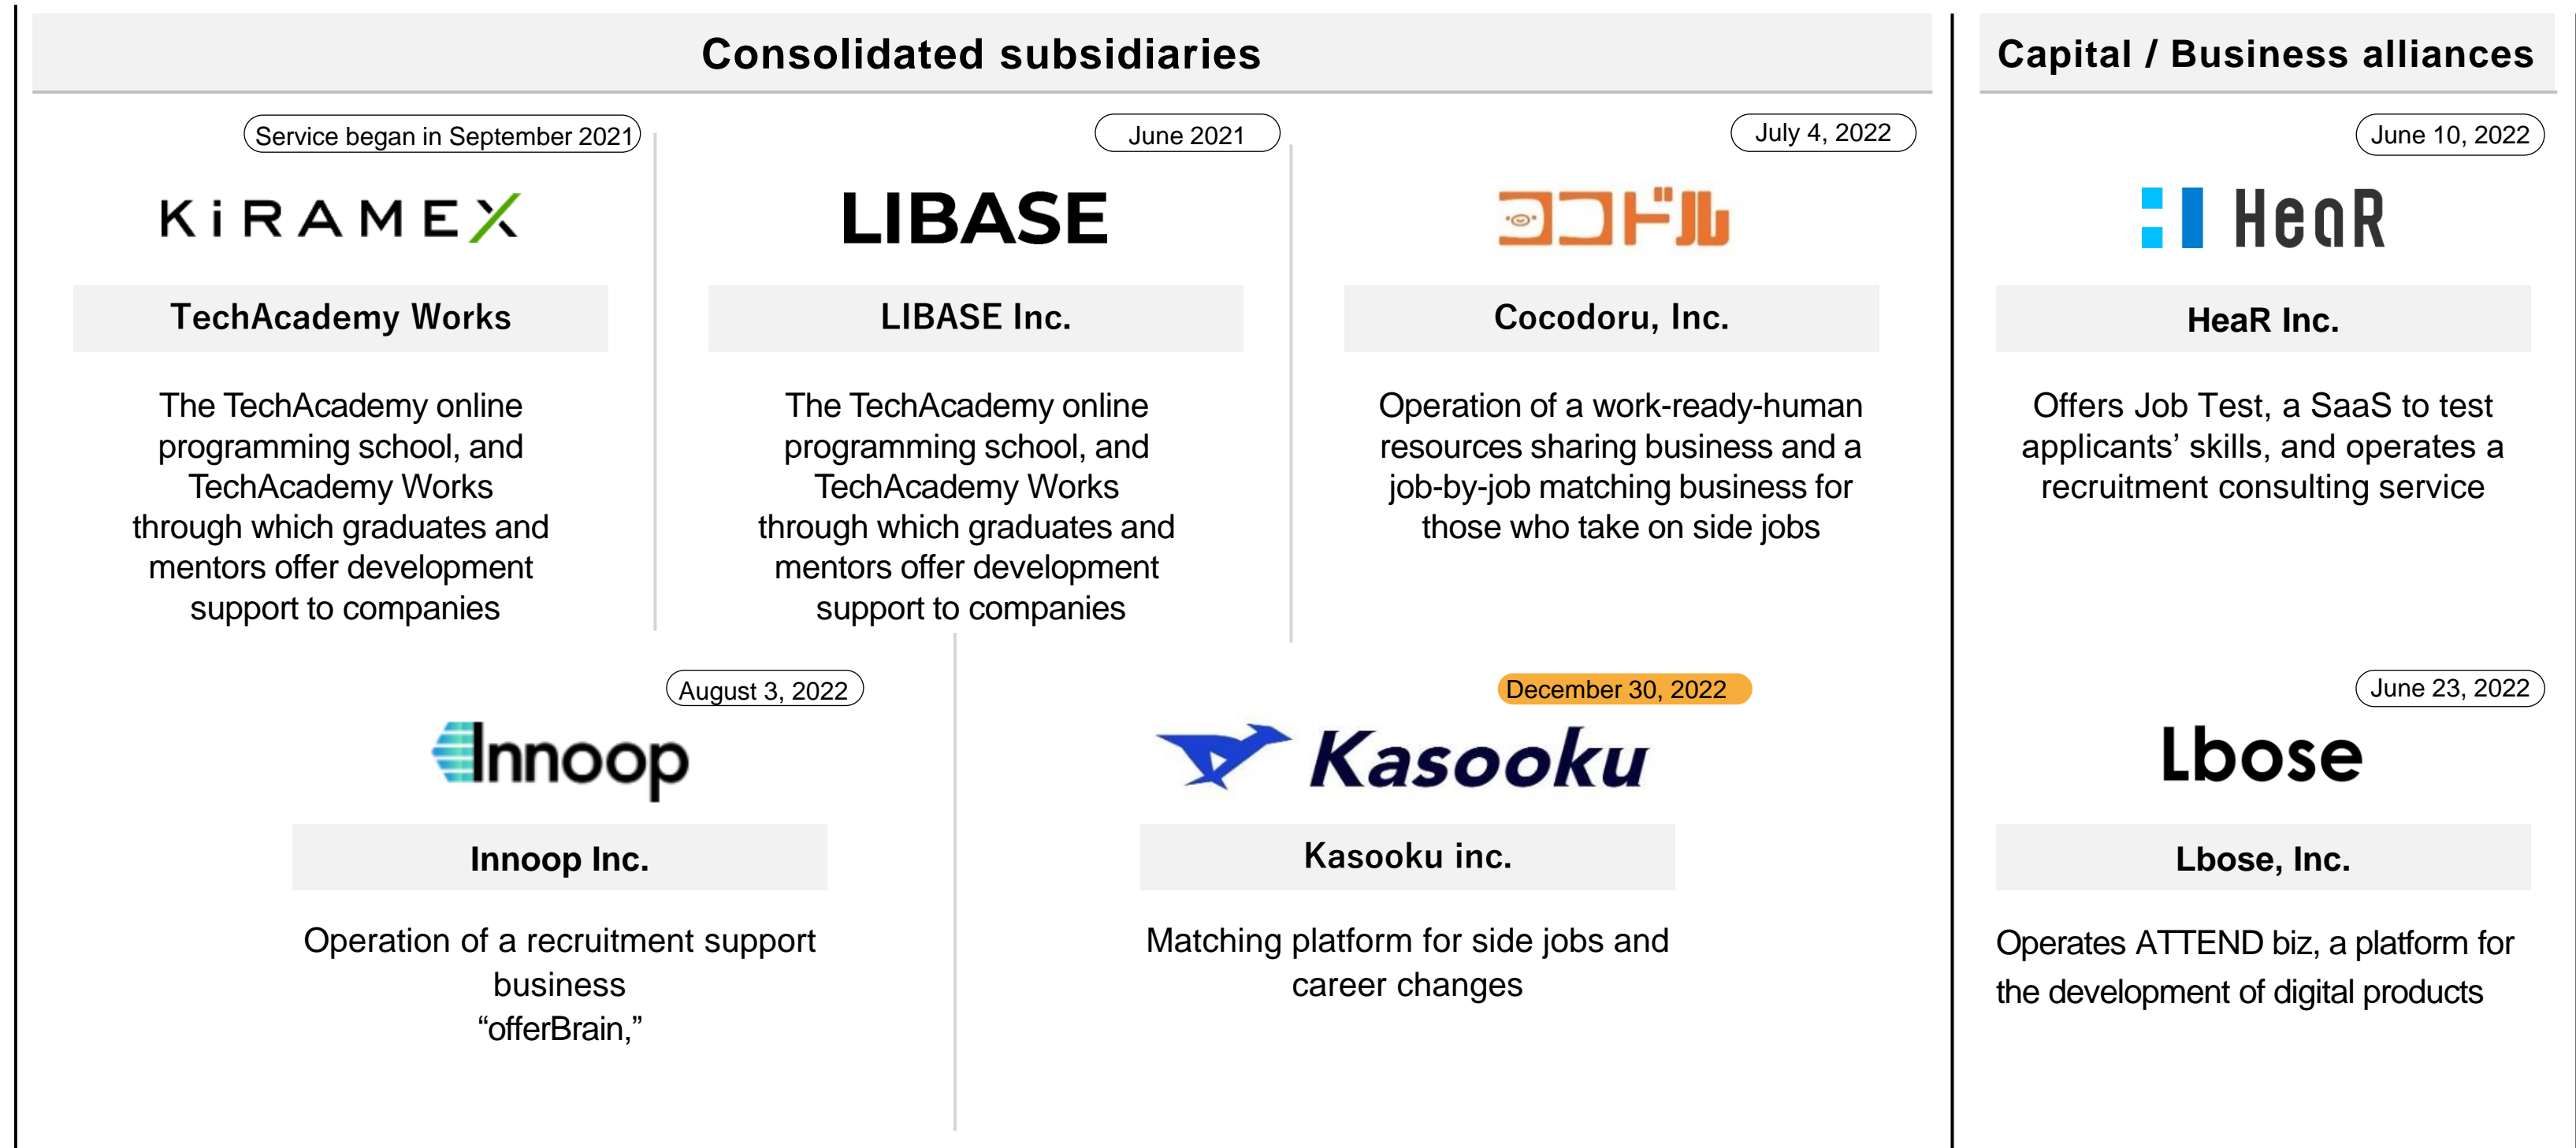 Consolidated subsidiaries
Service began in September 2021
KiRAMEX
TechAcademy Works
The TechAcademy online
programming school, and
TechAcademy Works
through which graduates and
mentors offer development
support to companies
June 2021
LIBASE
LIBASE Inc.
The TechAcademy online
programming school, and
TechAcademy Works
through which graduates and
mentors offer development
support to companies
July 4, 2022
ココドル
Cocodoru, Inc.
Operation of a work-ready-human
resources sharing business and a
job-by-job matching business for
those who take on side jobs
August 3, 2022
Innoop
Innoop Inc.
Operation of a recruitment support
business
“offerBrain,”
December 30, 2022
Kasooku
Kasooku inc.
Matching platform for side jobs and
career changes
Capital / Business alliances
June 10, 2022
HeaR
HeaR Inc.
Offers Job Test, a SaaS to test
applicants’ skills, and operates a
recruitment consulting service
June 23, 2022
Lbose
Lbose, Inc.
Operates ATTEND biz, a platform for
the development of digital products